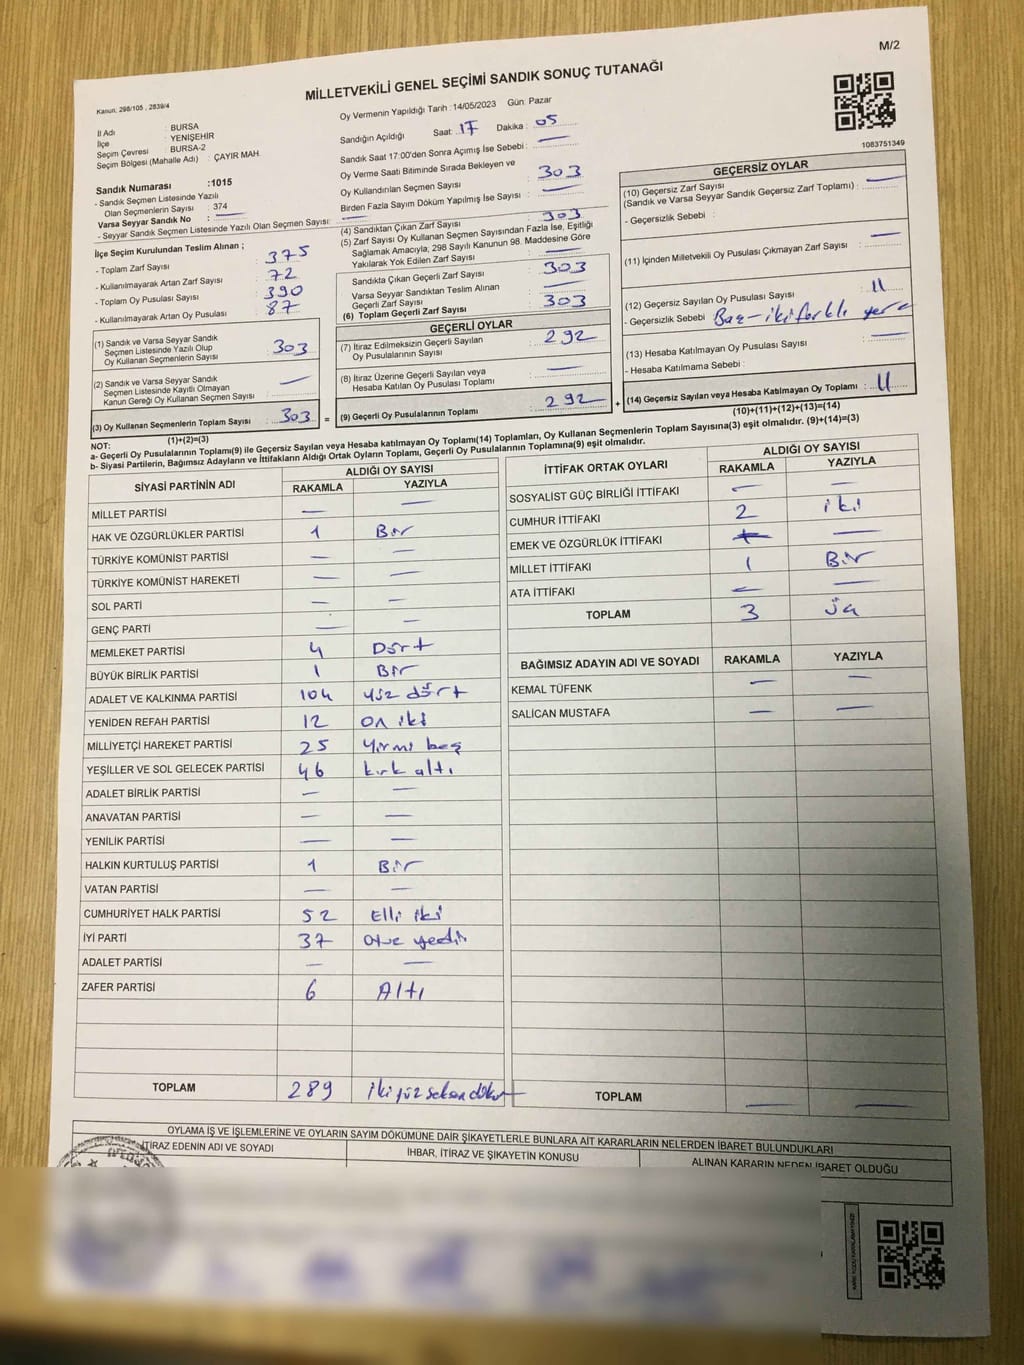 M/2
MİLLETVEKİLİ GENEL SEÇİMİ SANDIK SONUÇ TUTANAĞI
Kanun: 298/105 , 2839/4
İl Adı : BURSA
İlçe : YENİŞEHİR
Seçim Çevresi : BURSA-2
Seçim Bölgesi (Mahalle Adı) : ÇAYIR MAH.
Sandık Numarası :1015
- Sandık Seçmen Listesinde Yazılı
Olan Seçmenlerin Sayısı : 374
Varsa Seyyar Sandık No : —
- Seyyar Sandık Seçmen Listesinde Yazılı Olan Seçmen Sayısı: —
İlçe Seçim Kurulundan Teslim Alınan ;
- Toplam Zarf Sayısı 375
- Kullanılmayarak Artan Zarf Sayısı 72
- Toplam Oy Pusulası Sayısı 390
- Kullanılmayarak Artan Oy Pusulası 87
(1) Sandık ve Varsa Seyyar Sandık
Seçmen Listesinde Yazılı Olup
Oy Kullanan Seçmenlerin Sayısı : 303
(2) Sandık ve Varsa Seyyar Sandık
Seçmen Listesinde Kayıtlı Olmayan
Kanun Gereği Oy Kullanan Seçmen Sayısı : —
(3) Oy Kullanan Seçmenlerin Toplam Sayısı : 303 =
(1)+(2)=(3)
Oy Vermenin Yapıldığı Tarih : 14/05/2023 Gün: Pazar
Sandığın Açıldığı Saat : 17 Dakika : 05
Sandık Saat 17:00'den Sonra Açımış İse Sebebi : —
Oy Verme Saati Bitiminde Sırada Bekleyen ve
Oy Kullandırılan Seçmen Sayısı : 303
Birden Fazla Sayım Döküm Yapılmış İse Sayısı : —
(4) Sandıktan Çıkan Zarf Sayısı : 303
(5) Zarf Sayısı Oy Kullanan Seçmen Sayısından Fazla İse, Eşitliği
Sağlamak Amacıyla, 298 Sayılı Kanunun 98. Maddesine Göre
Yakılarak Yok Edilen Zarf Sayısı : —
Sandıkta Çıkan Geçerli Zarf Sayısı : 303
Varsa Seyyar Sandıktan Teslim Alınan
Geçerli Zarf Sayısı : —
(6) Toplam Geçerli Zarf Sayısı : 303
GEÇERLİ OYLAR
(7) İtiraz Edilmeksizin Geçerli Sayılan
Oy Pusulasının Sayısı : 292
(8) İtiraz Üzerine Geçerli Sayılan veya
Hesaba Katılan Oy Pusulası Toplamı : —
(9) Geçerli Oy Pusulalarının Toplamı : 292 +
1083751349
GEÇERSİZ OYLAR
(10) Geçersiz Zarf Sayısı
(Sandık ve Varsa Seyyar Sandık Geçersiz Zarf Toplamı) : —
- Geçersizlik Sebebi :
(11) İçinden Milletvekili Oy Pusulası Çıkmayan Zarf Sayısı : —
(12) Geçersiz Sayılan Oy Pusulası Sayısı : 11
- Geçersizlik Sebebi : iki farklı yere
(13) Hesaba Katılmayan Oy Pusulası Sayısı : —
- Hesaba Katılmama Sebebi :
(14) Geçersiz Sayılan veya Hesaba Katılmayan Oy Toplamı : 11
(10)+(11)+(12)+(13)=(14)
NOT:
a- Geçerli Oy Pusulalarının Toplamı(9) ile Geçersiz Sayılan veya Hesaba katılmayan Oy Toplamı(14) Toplamları, Oy Kullanan Seçmenlerin Toplam Sayısına(3) eşit olmalıdır. (9)+(14)=(3)
b- Siyasi Partilerin, Bağımsız Adayların ve İttifakların Aldığı Ortak Oyların Toplamı, Geçerli Oy Pusulalarının Toplamına(9) eşit olmalıdır.
SİYASİ PARTİNİN ADI ALDIĞI OY SAYISI
RAKAMLA YAZIYLA
MİLLET PARTİSİ — —
HAK VE ÖZGÜRLÜKLER PARTİSİ 1 Bir
TÜRKİYE KOMÜNİST PARTİSİ — —
TÜRKİYE KOMÜNİST HAREKETİ — —
SOL PARTİ — —
GENÇ PARTİ — —
MEMLEKET PARTİSİ 4 Dört
BÜYÜK BİRLİK PARTİSİ 1 Bir
ADALET VE KALKINMA PARTİSİ 104 Yüz dört
YENİDEN REFAH PARTİSİ 12 On iki
MİLLİYETÇİ HAREKET PARTİSİ 25 Yirmi beş
YEŞİLLER VE SOL GELECEK PARTİSİ 46 kırk altı
ADALET BİRLİK PARTİSİ — —
ANAVATAN PARTİSİ — —
YENİLİK PARTİSİ — —
HALKIN KURTULUŞ PARTİSİ 1 Bir
VATAN PARTİSİ — —
CUMHURİYET HALK PARTİSİ 52 Elli iki
İYİ PARTİ 37 Otuz yedi
ADALET PARTİSİ — —
ZAFER PARTİSİ 6 Altı
TOPLAM 289 iki yüz seksen dokuz
İTTİFAK ORTAK OYLARI ALDIĞI OY SAYISI
RAKAMLA YAZIYLA
SOSYALİST GÜÇ BİRLİĞİ İTTİFAKI — —
CUMHUR İTTİFAKI 2 iki
EMEK VE ÖZGÜRLÜK İTTİFAKI — —
MİLLET İTTİFAKI 1 Bir
ATA İTTİFAKI — —
TOPLAM 3 üç
BAĞIMSIZ ADAYIN ADI VE SOYADI RAKAMLA YAZIYLA
KEMAL TÜFENK — —
SALİCAN MUSTAFA — —
TOPLAM — —
OYLAMA İŞ VE İŞLEMLERİNE VE OYLARIN SAYIM DÖKÜMÜNE DAİR ŞİKAYETLERLE BUNLARA AİT KARARLARIN NELERDEN İBARET BULUNDUKLARI
İTİRAZ EDENİN ADI VE SOYADI İHBAR, İTİRAZ VE ŞİKAYETİN KONUSU ALINAN KARARIN NEDEN İBARET OLDUĞU